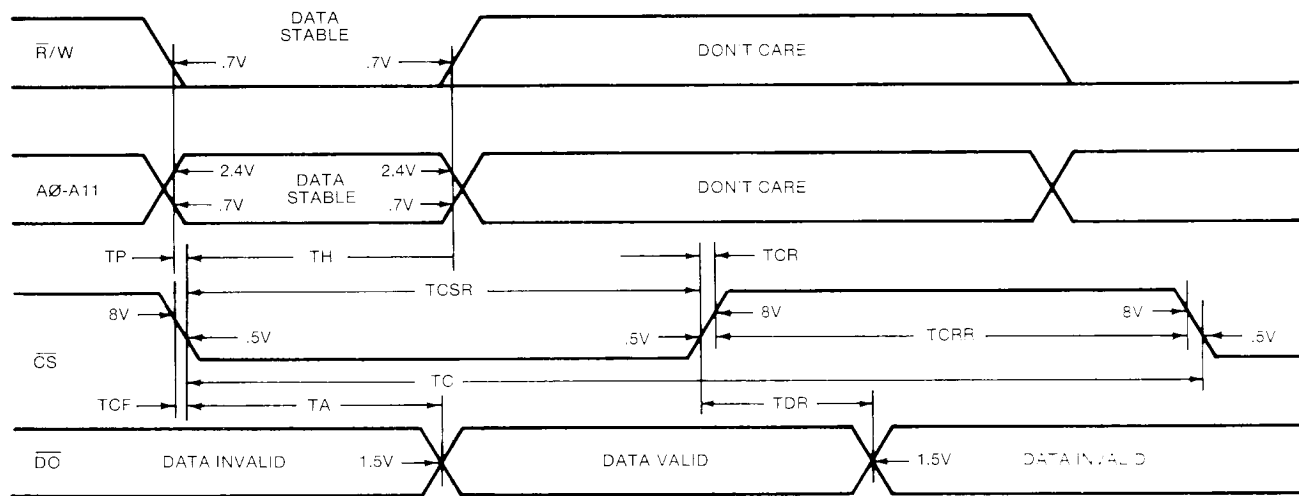 DATA
STABLE
R̅/W
.7V .7V
DON'T CARE
AØ-A11
2.4V 2.4V
DATA
STABLE
.7V .7V
DON'T CARE
TP TH TCR
TCSR
8V 8V 8V
.5V .5V .5V
TCRR
C̅S̅
TC
TCF TA TDR
D̅O̅ DATA INVALID 1.5V DATA VALID 1.5V DATA INVALID